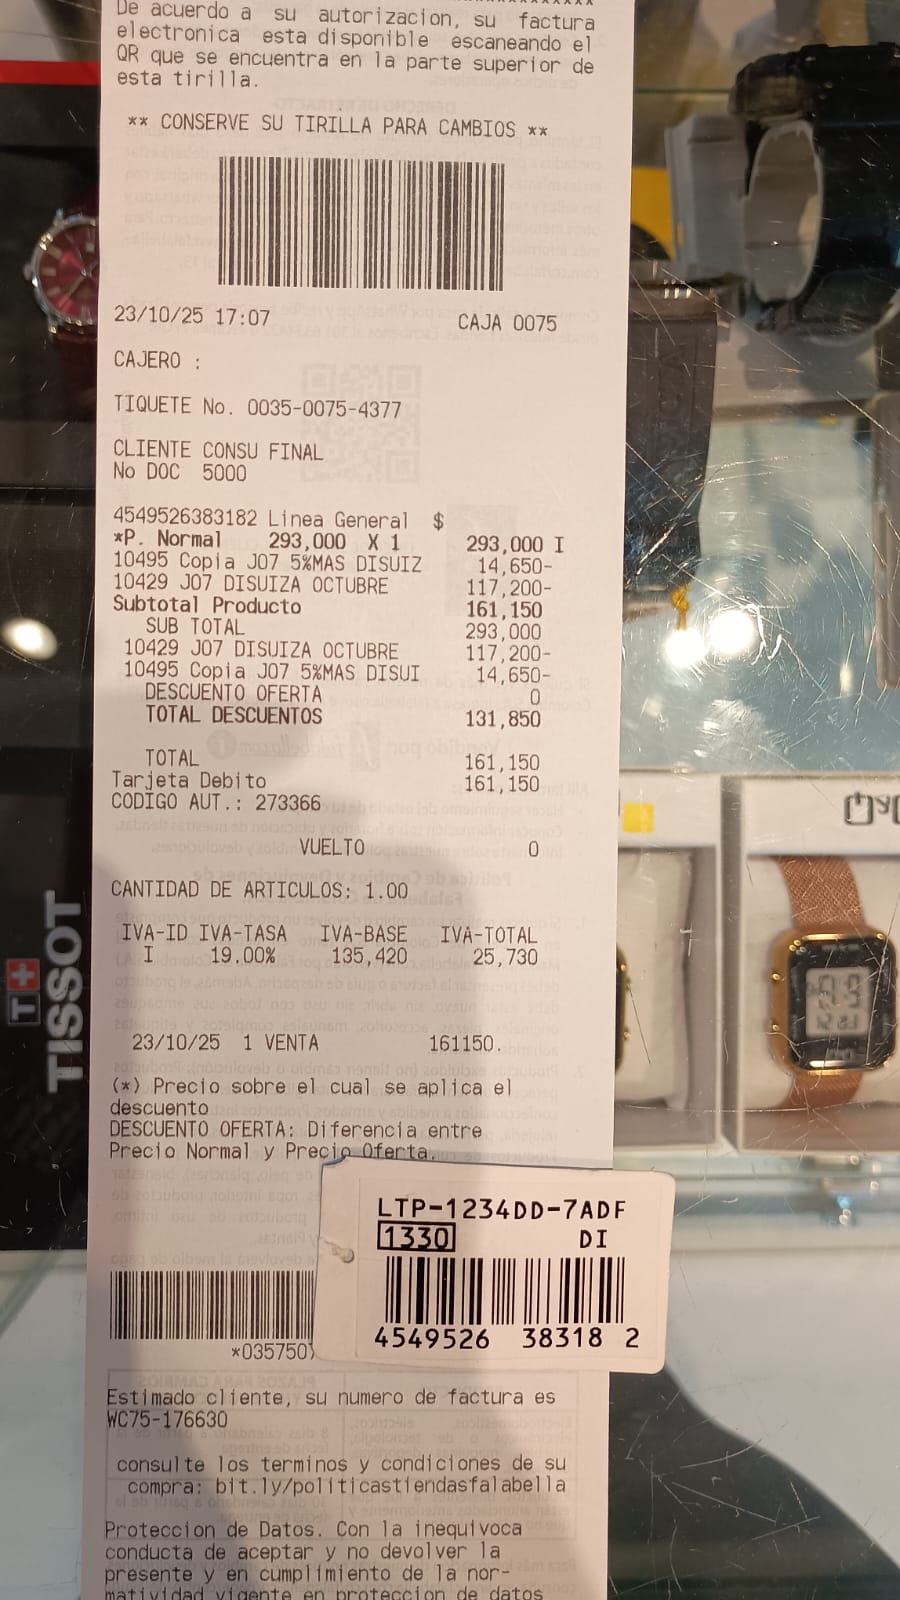 De acuerdo a su autorizacion, su factura
electronica esta disponible escaneando el
QR que se encuentra en la parte superior de
esta tirilla.
** CONSERVE SU TIRILLA PARA CAMBIOS **
23/10/25 17:07 CAJA 0075
CAJERO :
TIQUETE No. 0035-0075-4377
CLIENTE CONSU FINAL
No DOC 5000
4549526383182 Linea General $
*P. Normal 293,000 X 1 293,000 I
10495 Copia J07 5%MAS DISUIZ 14,650-
10429 J07 DISUIZA OCTUBRE 117,200-
Subtotal Producto 161,150
SUB TOTAL 293,000
10429 J07 DISUIZA OCTUBRE 117,200-
10495 Copia J07 5%MAS DISUI 14,650-
DESCUENTO OFERTA 0
TOTAL DESCUENTOS 131,850
TOTAL 161,150
Tarjeta Debito 161,150
CODIGO AUT.: 273366
VUELTO 0
CANTIDAD DE ARTICULOS: 1.00
IVA-ID IVA-TASA IVA-BASE IVA-TOTAL
I 19.00% 135,420 25,730
23/10/25 1 VENTA 161150.
(*) Precio sobre el cual se aplica el
descuento
DESCUENTO OFERTA: Diferencia entre
Precio Normal y Precio Oferta.
LTP-1234DD-7ADF
1330 DI
4549526 38318 2
*035750
Estimado cliente, su numero de factura es
WC75-176630
consulte los terminos y condiciones de su
compra: bit.ly/politicastiendasfalabella
Proteccion de Datos. Con la inequivoca
conducta de aceptar y no devolver la
presente y en cumplimiento de la nor-
matividad vigente en proteccion de datos
TISSOT